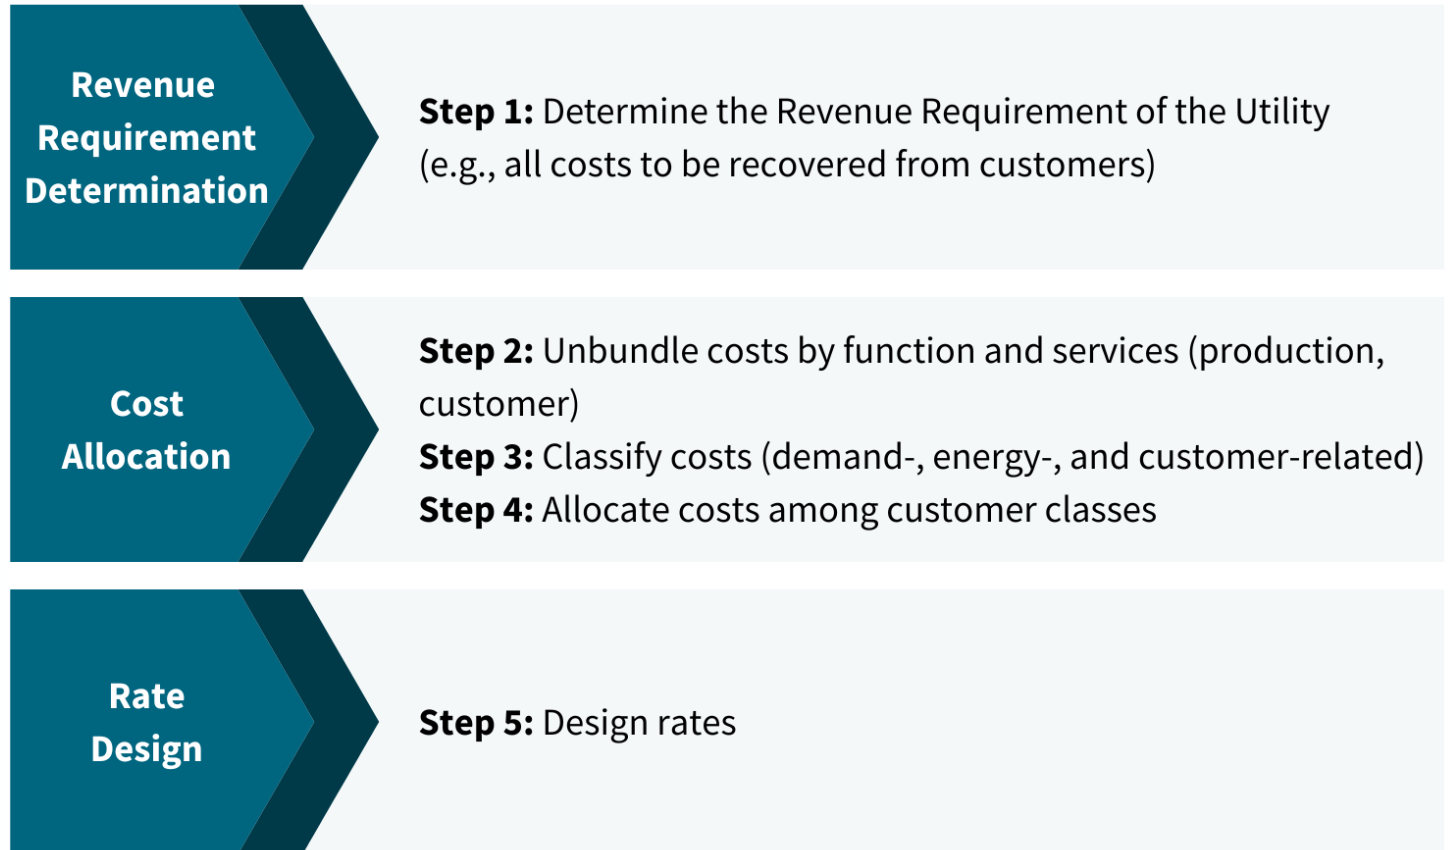 Revenue
Requirement
Determination
Step 1: Determine the Revenue Requirement of the Utility
(e.g., all costs to be recovered from customers)
Cost
Allocation
Step 2: Unbundle costs by function and services (production,
customer)
Step 3: Classify costs (demand-, energy-, and customer-related)
Step 4: Allocate costs among customer classes
Rate
Design
Step 5: Design rates